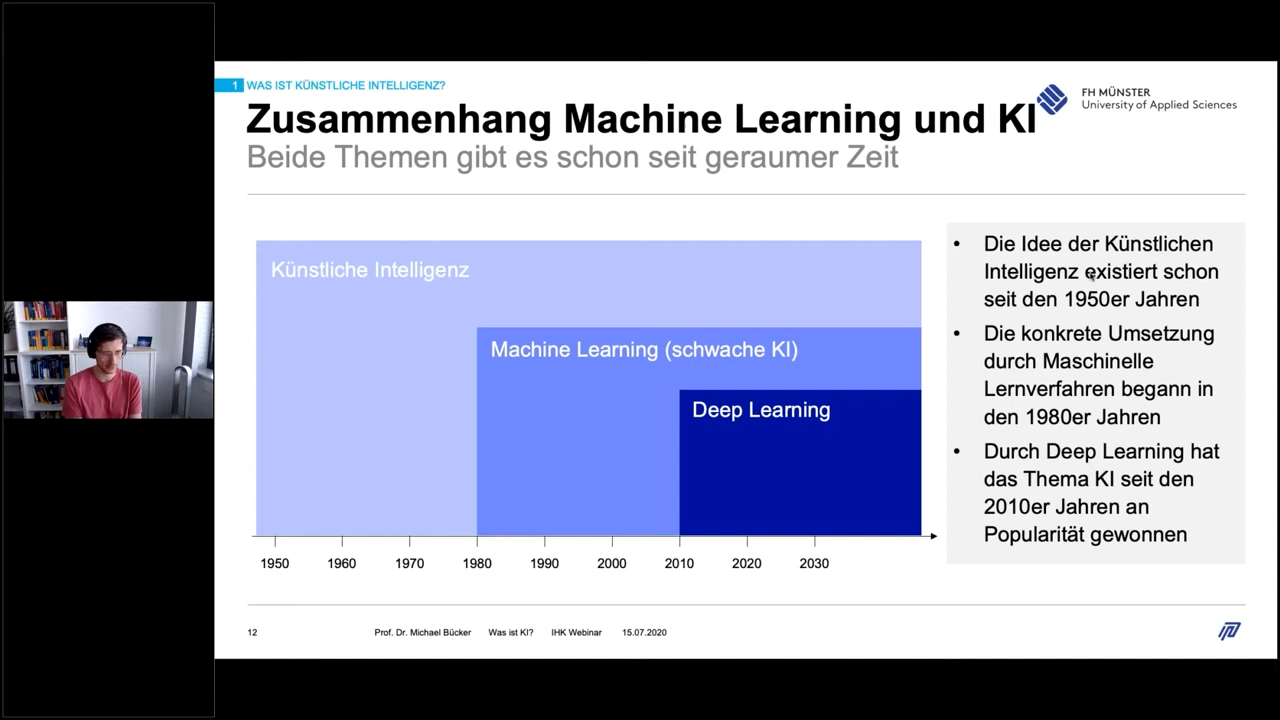 1 WAS IST KÜNSTLICHE INTELLIGENZ?
Zusammenhang Machine Learning und KI
Beide Themen gibt es schon seit geraumer Zeit
FH MÜNSTER
University of Applied Sciences
Künstliche Intelligenz
Machine Learning (schwache KI)
Deep Learning
1950 1960 1970 1980 1990 2000 2010 2020 2030
• Die Idee der Künstlichen
Intelligenz existiert schon
seit den 1950er Jahren
• Die konkrete Umsetzung
durch Maschinelle
Lernverfahren begann in
den 1980er Jahren
• Durch Deep Learning hat
das Thema KI seit den
2010er Jahren an
Popularität gewonnen
12 Prof. Dr. Michael Bücker Was ist KI? IHK Webinar 15.07.2020